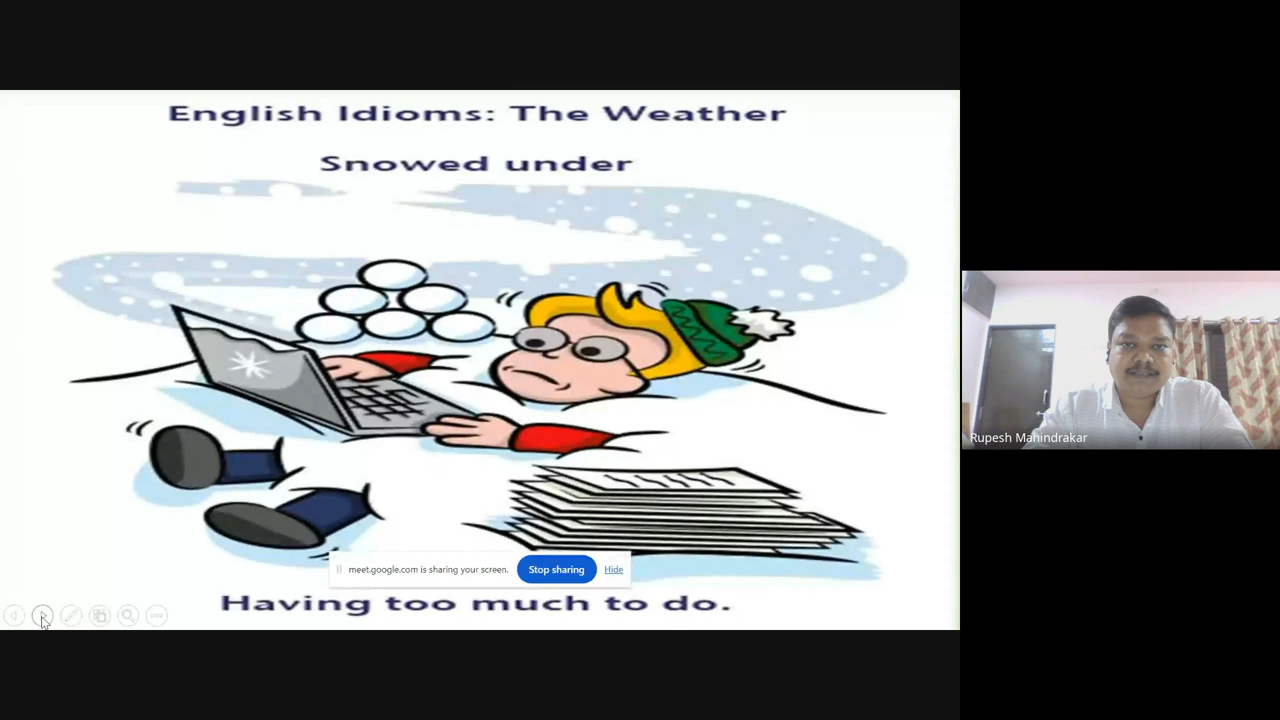 English Idioms: The Weather
Snowed under
meet.google.com is sharing your screen.
Stop sharing
Hide
Having too much to do.
Rupesh Mahindrakar